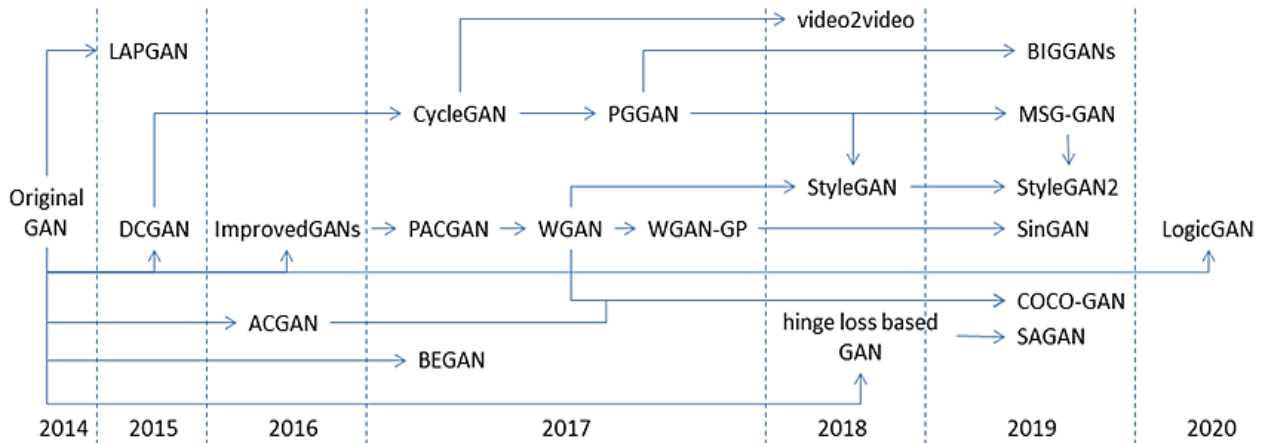 video2video
LAPGAN
BIGGANs
CycleGAN
PGGAN
MSG-GAN
Original
GAN
StyleGAN
StyleGAN2
DCGAN
ImprovedGANs
PACGAN
WGAN
WGAN-GP
SinGAN
LogicGAN
COCO-GAN
ACGAN
hinge loss based
GAN
SAGAN
BEGAN
2014
2015
2016
2017
2018
2019
2020